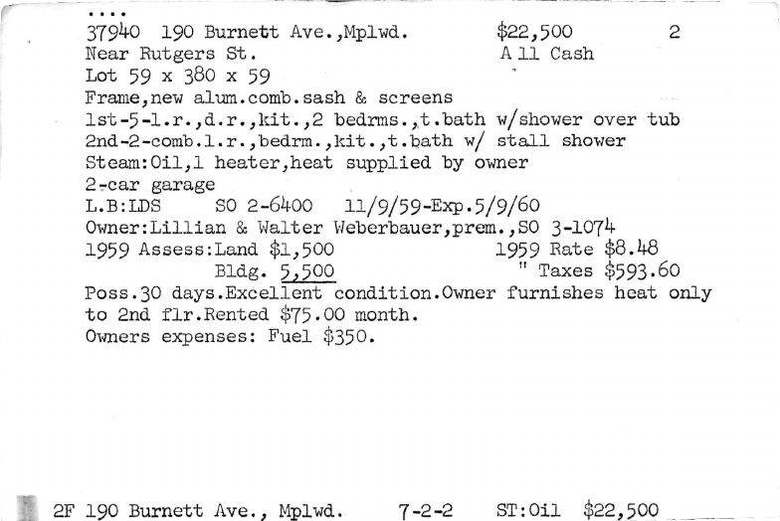 ....
37940 190 Burnett Ave.,Mplwd. $22,500 2
Near Rutgers St. All Cash
Lot 59 x 380 x 59
Frame,new alum.comb.sash & screens
1st-5-l.r.,d.r.,kit.,2 bedrms.,t.bath w/shower over tub
2nd-2-comb.l.r.,bedrm.,kit.,t.bath w/ stall shower
Steam:Oil,1 heater,heat supplied by owner
2-car garage
L.B:LDS SO 2-6400 11/9/59-Exp.5/9/60
Owner:Lillian & Walter Weberbauer,prem.,SO 3-1074
1959 Assess:Land $1,500 1959 Rate $8.48
Bldg. 5,500 " Taxes $593.60
Poss.30 days.Excellent condition.Owner furnishes heat only
to 2nd flr.Rented $75.00 month.
Owners expenses: Fuel $350.
2F 190 Burnett Ave., Mplwd. 7-2-2 ST:Oil $22,500